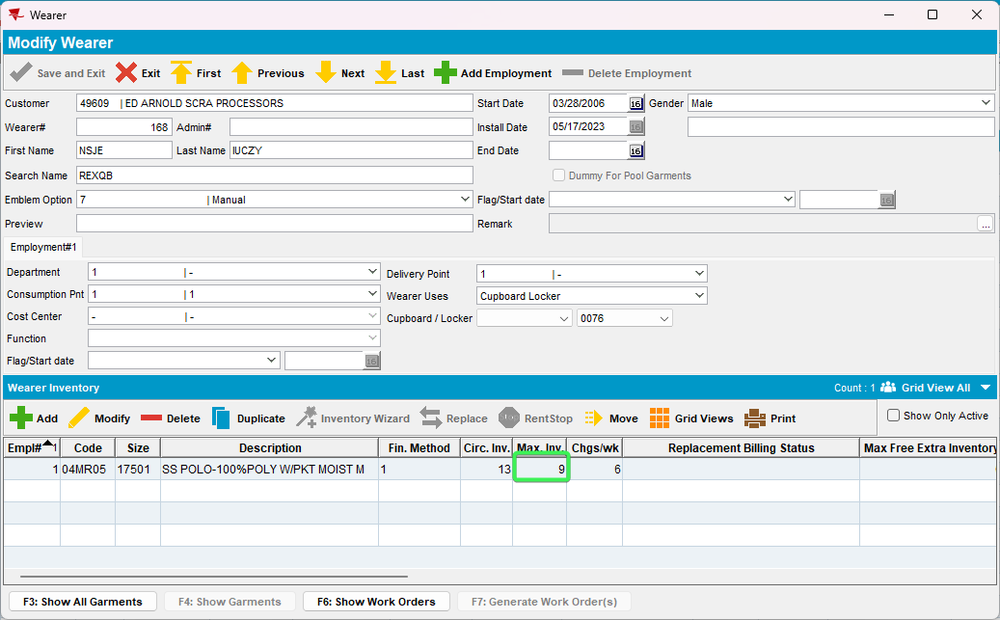 Wearer
Modify Wearer
Save and Exit Exit First Previous Next Last Add Employment Delete Employment
Customer 49609 | ED ARNOLD SCRA PROCESSORS Start Date 03/28/2006 16 Gender Male
Wearer# 168 Admin# Install Date 05/17/2023 16
First Name NSJE Last Name IUCZY End Date 16
Search Name REXQB Dummy For Pool Garments
Emblem Option 7 | Manual Flag/Start date 16
Preview Remark ...
Employment#1
Department 1 | - Delivery Point 1 | -
Consumption Pnt 1 | 1 Wearer Uses Cupboard Locker
Cost Center - | - Cupboard / Locker 0076
Function
Flag/Start date 16
Wearer Inventory Count : 1 Grid View All
Add Modify Delete Duplicate Inventory Wizard Replace RentStop Move Grid Views Print Show Only Active
Empl# 1 Code Size Description Fin. Method Circ. Inv. Max. Inv. Chgs/wk Replacement Billing Status Max Free Extra Inventory
1 04MR05 17501 SS POLO-100%POLY W/PKT MOIST M 1 13 9 6
F3: Show All Garments F4: Show Garments F6: Show Work Orders F7: Generate Work Order(s)